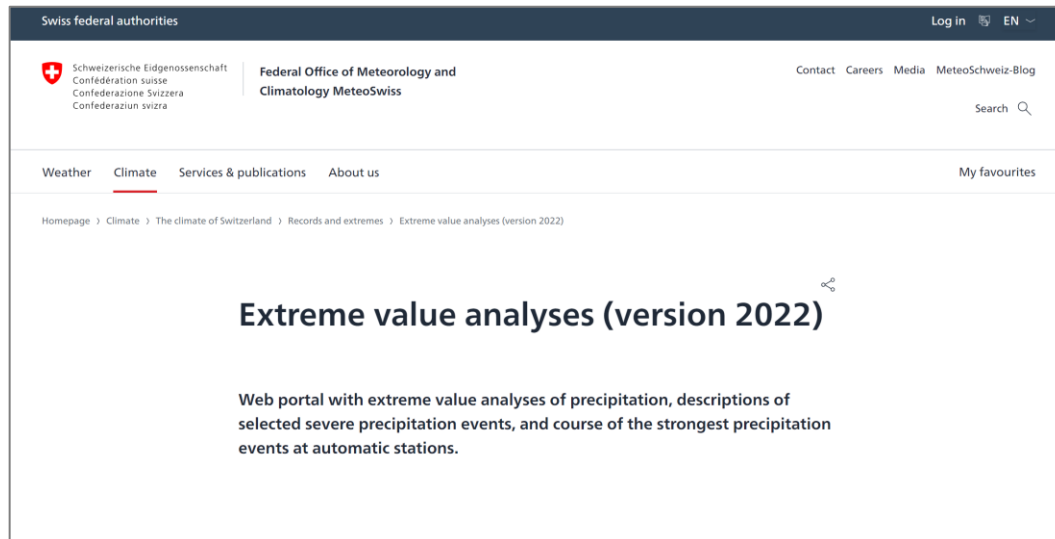 Swiss federal authorities
Log in EN
Schweizerische Eidgenossenschaft
Confédération suisse
Confederazione Svizzera
Confederaziun svizra
Federal Office of Meteorology and
Climatology MeteoSwiss
Contact Careers Media MeteoSchweiz-Blog
Search
Weather Climate Services & publications About us
My favourites
Homepage > Climate > The climate of Switzerland > Records and extremes > Extreme value analyses (version 2022)
Extreme value analyses (version 2022)
Web portal with extreme value analyses of precipitation, descriptions of
selected severe precipitation events, and course of the strongest precipitation
events at automatic stations.